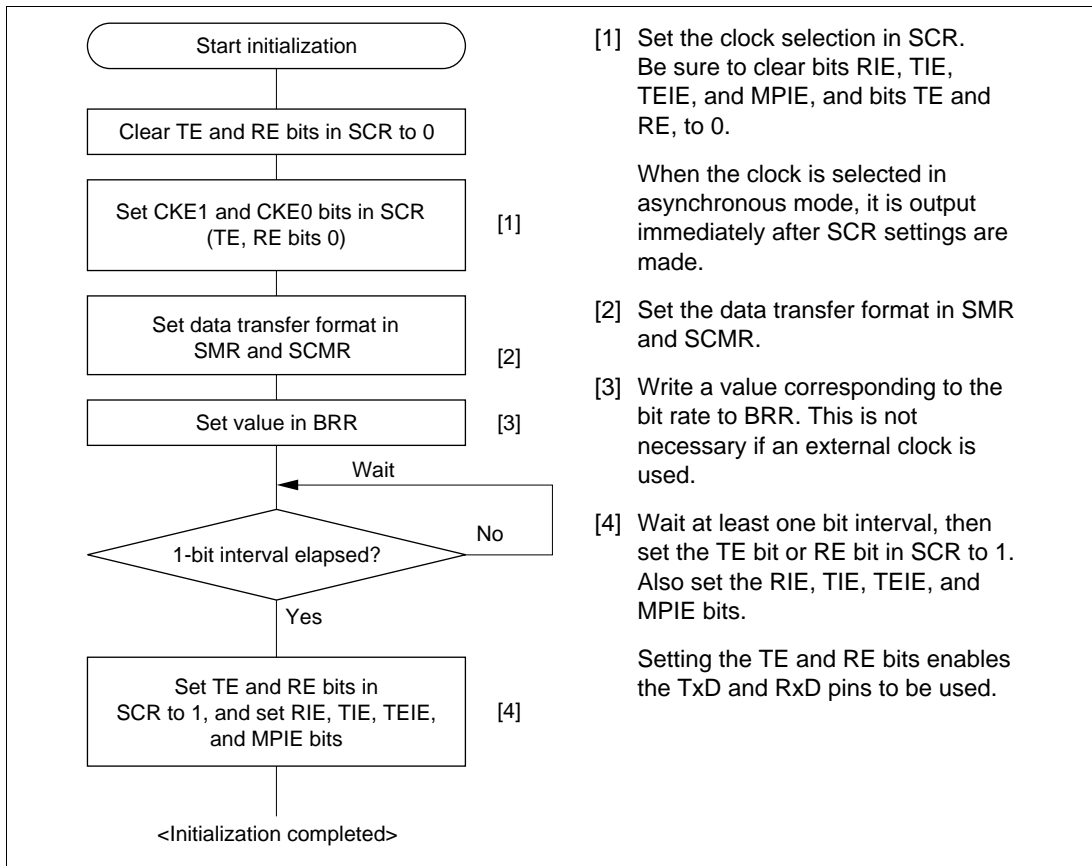 Start initialization
Clear TE and RE bits in SCR to 0
Set CKE1 and CKE0 bits in SCR
(TE, RE bits 0)
[1]
Set data transfer format in
SMR and SCMR
[2]
Set value in BRR
[3]
Wait
No
1-bit interval elapsed?
Yes
Set TE and RE bits in
SCR to 1, and set RIE, TIE, TEIE,
and MPIE bits
[4]
<Initialization completed>
[1] Set the clock selection in SCR.
Be sure to clear bits RIE, TIE,
TEIE, and MPIE, and bits TE and
RE, to 0.
When the clock is selected in
asynchronous mode, it is output
immediately after SCR settings are
made.
[2] Set the data transfer format in SMR
and SCMR.
[3] Write a value corresponding to the
bit rate to BRR. This is not
necessary if an external clock is
used.
[4] Wait at least one bit interval, then
set the TE bit or RE bit in SCR to 1.
Also set the RIE, TIE, TEIE, and
MPIE bits.
Setting the TE and RE bits enables
the TxD and RxD pins to be used.